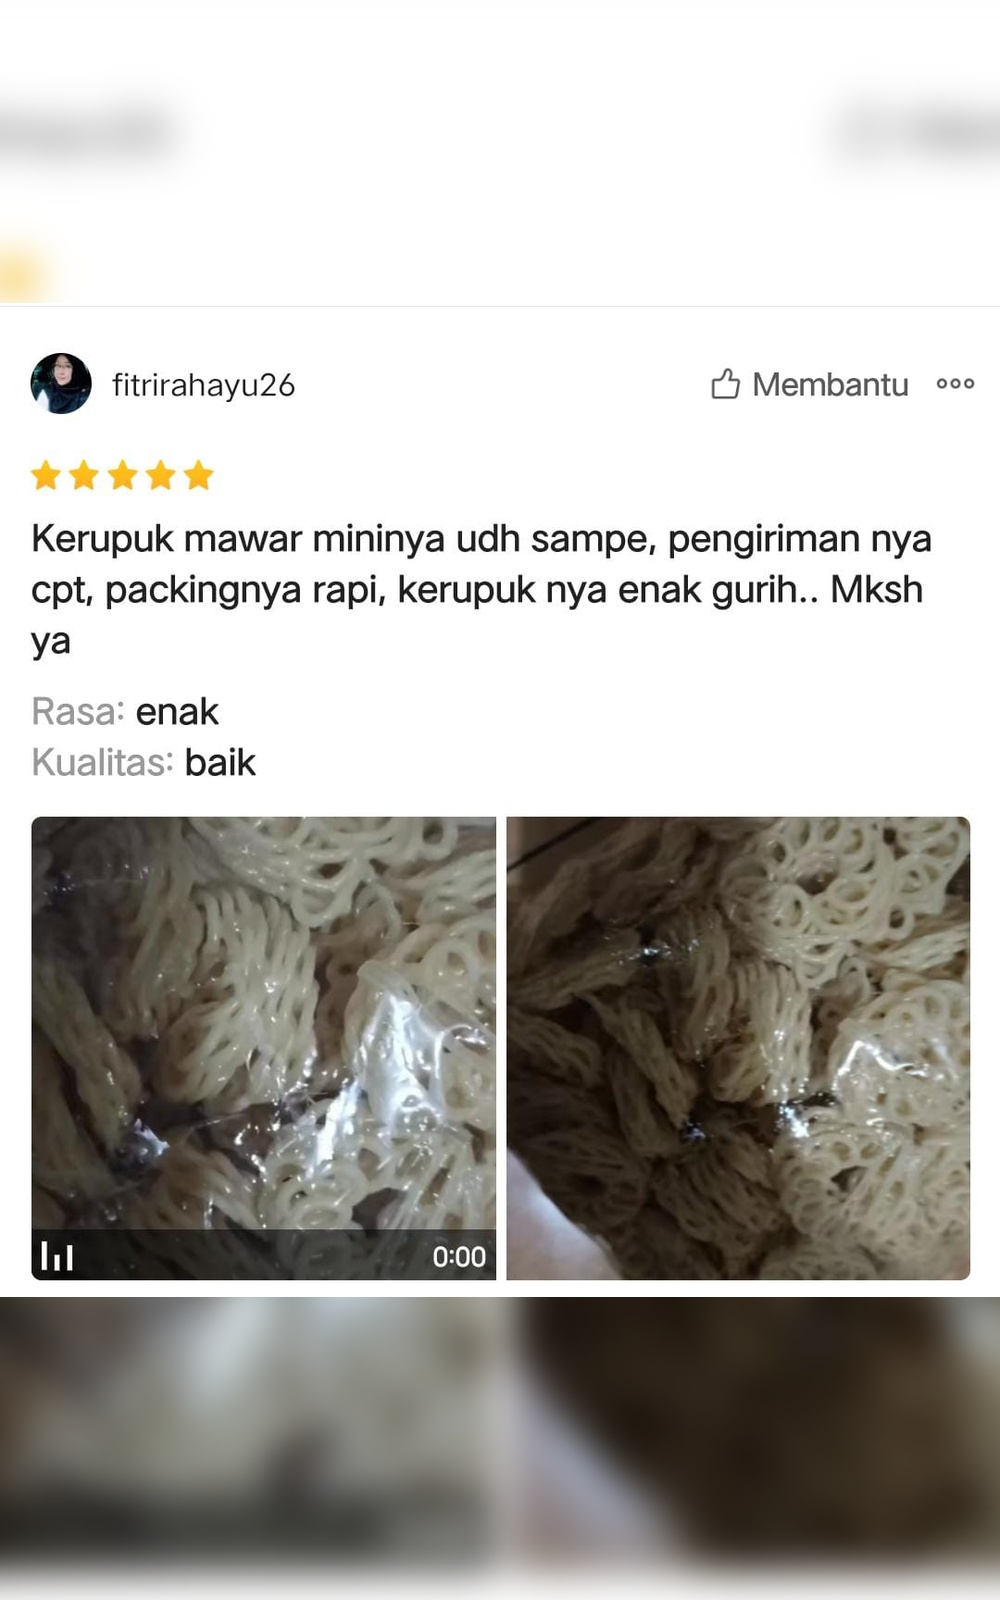 fitrirahayu26
Membantu
Kerupuk mawar mininya udh sampe, pengiriman nya
cpt, packingnya rapi, kerupuk nya enak gurih.. Mksh
ya
Rasa: enak
Kualitas: baik
0:00